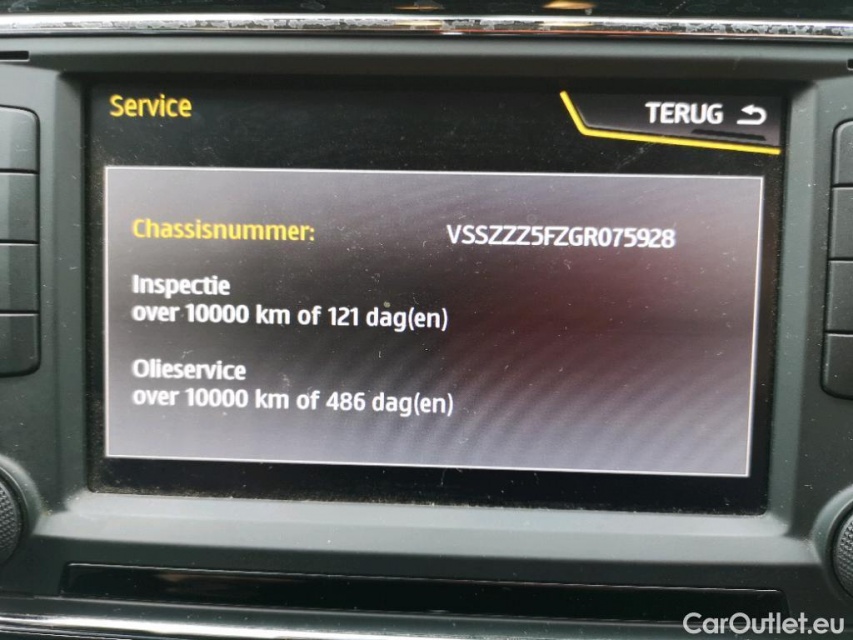 Service
TERUG
Chassisnummer: VSSZZZ5FZGR075928
Inspectie
over 10000 km of 121 dag(en)
Olieservice
over 10000 km of 486 dag(en)
CarOutlet.eu